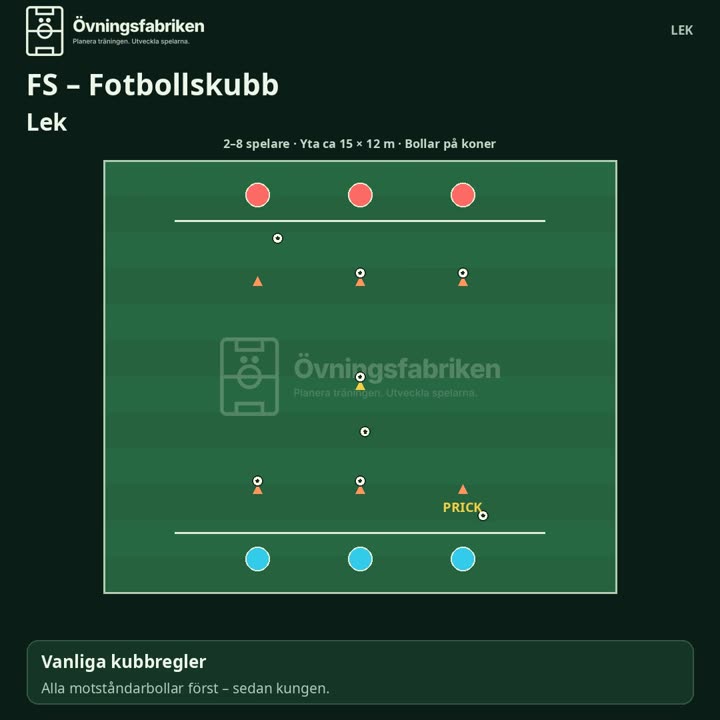 Övningsfabriken
Planera träningen. Utveckla spelarna.
LEK
FS – Fotbollskubb
Lek
2–8 spelare · Yta ca 15 × 12 m · Bollar på koner
Övningsfabriken
Planera träningen. Utveckla spelarna.
PRICK
Vanliga kubbregler
Alla motståndarbollar först – sedan kungen.